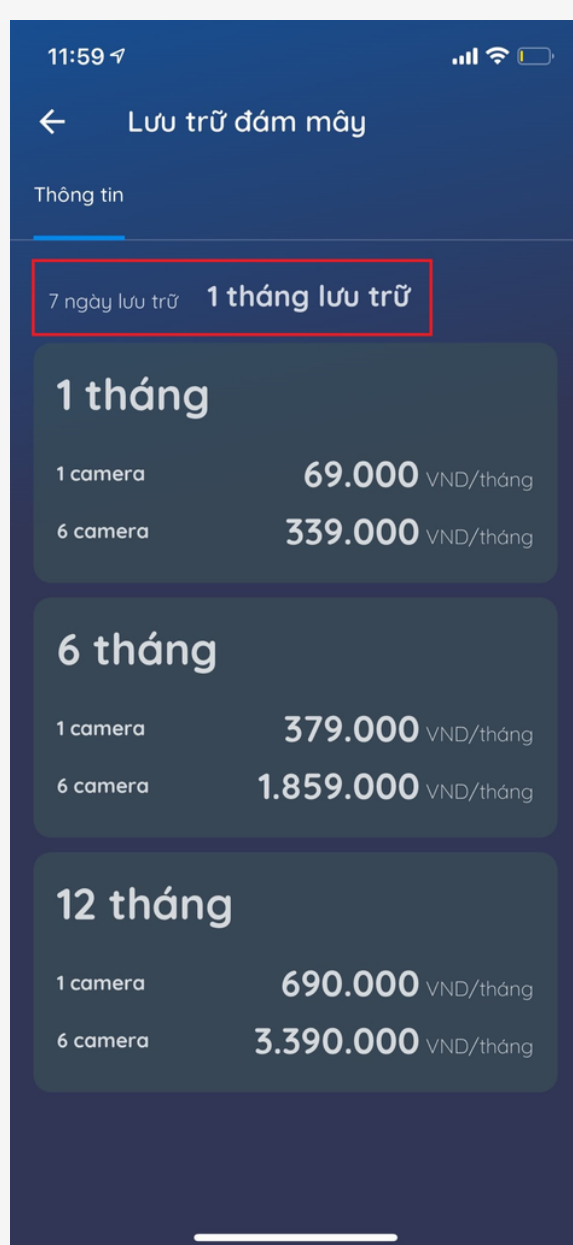 11:59
Lưu trữ đám mây
Thông tin
7 ngày lưu trữ 1 tháng lưu trữ
1 tháng
1 camera 69.000 VND/tháng
6 camera 339.000 VND/tháng
6 tháng
1 camera 379.000 VND/tháng
6 camera 1.859.000 VND/tháng
12 tháng
1 camera 690.000 VND/tháng
6 camera 3.390.000 VND/tháng